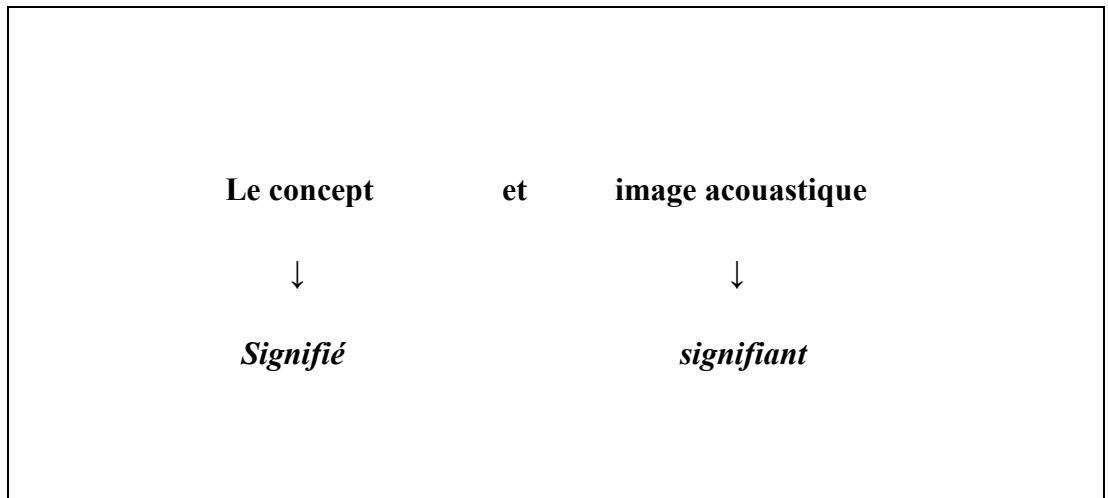 Le concept et image acouastique
↓ ↓
Signifié signifiant